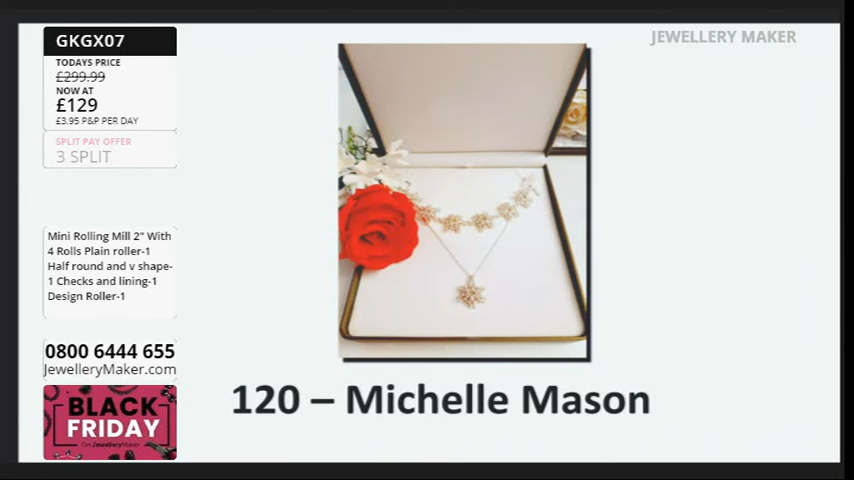 GKGX07
TODAYS PRICE
£299.99
NOW AT
£129
£3.95 P&P PER DAY
SPLIT PAY OFFER
3 SPLIT
Mini Rolling Mill 2" With
4 Rolls Plain roller-1
Half round and v shape-
1 Checks and lining-1
Design Roller-1
0800 6444 655
JewelleryMaker.com
BLACK
FRIDAY
On JewelleryMaker
JEWELLERY MAKER
120 – Michelle Mason